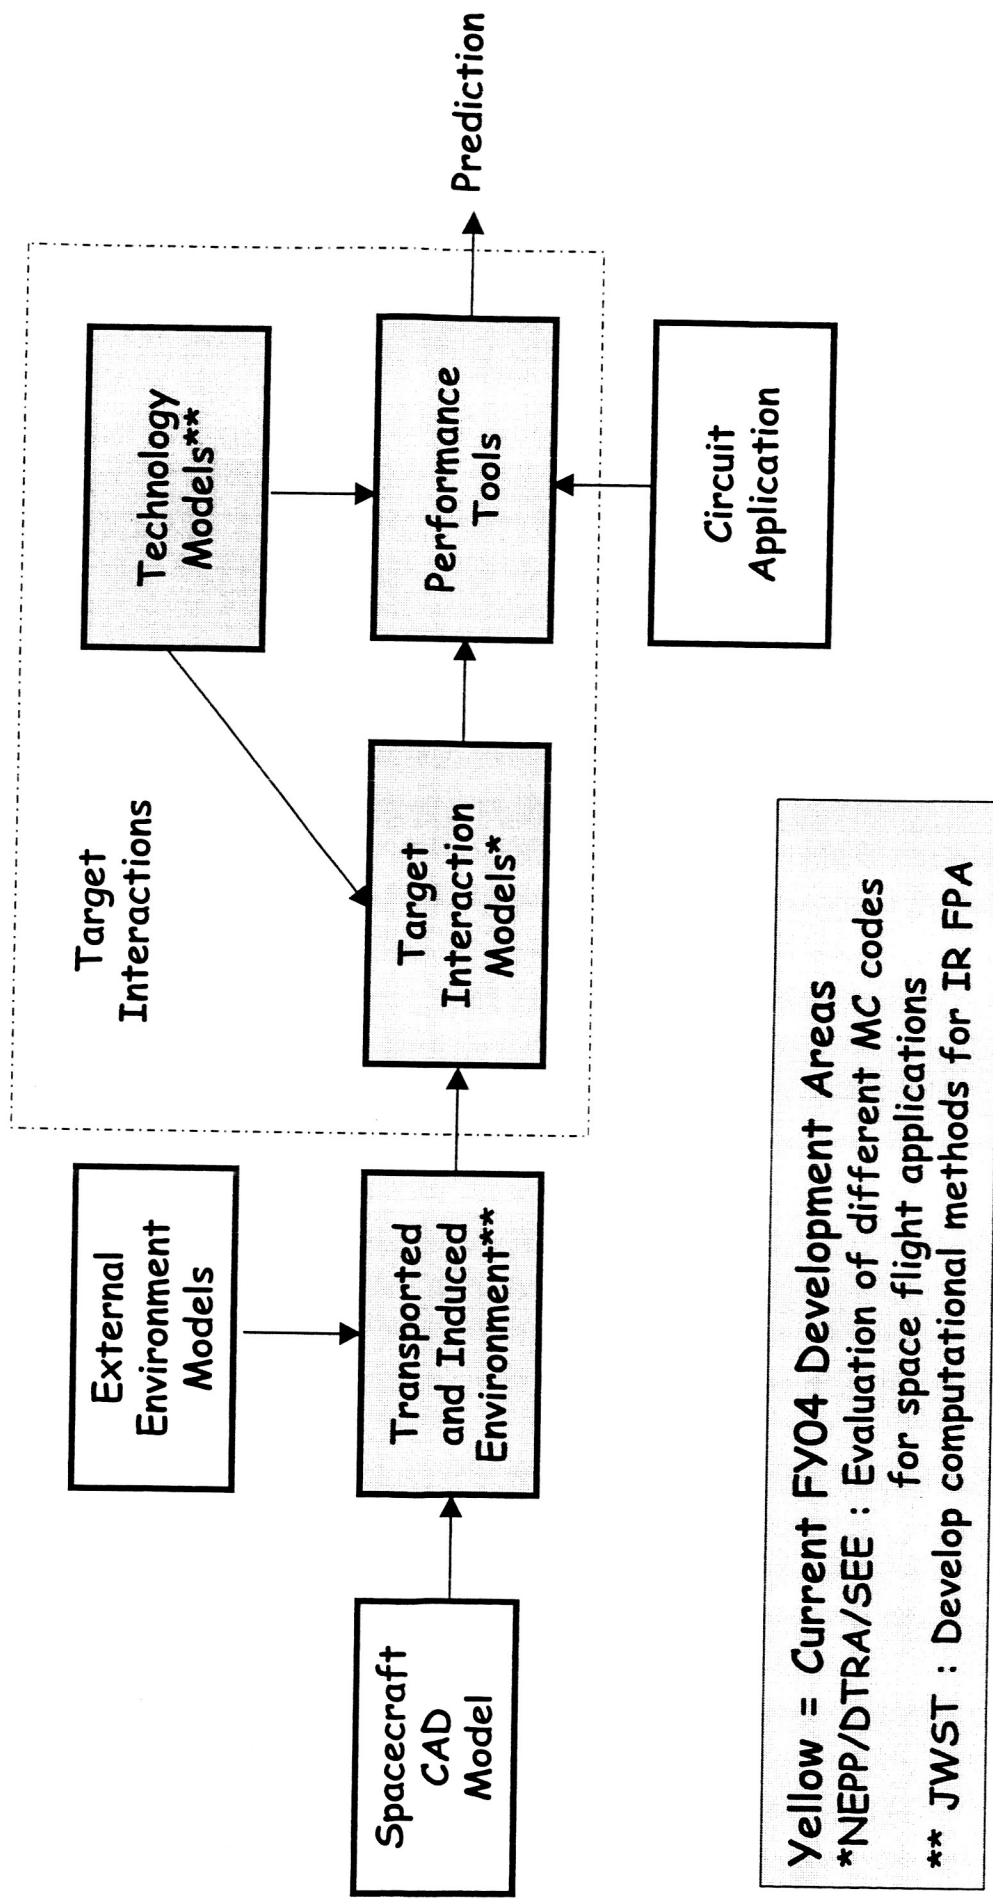 External
Environment
Models
Target
Interactions
Technology
Models**
Spacecraft
CAD
Model
Transported
and Induced
Environment**
Target
Interaction
Models*
Performance
Tools
Prediction
Circuit
Application
Yellow = Current FY04 Development Areas
*NEPP/DTRA/SEE : Evaluation of different MC codes
for space flight applications
** JWST : Develop computational methods for IR FPA